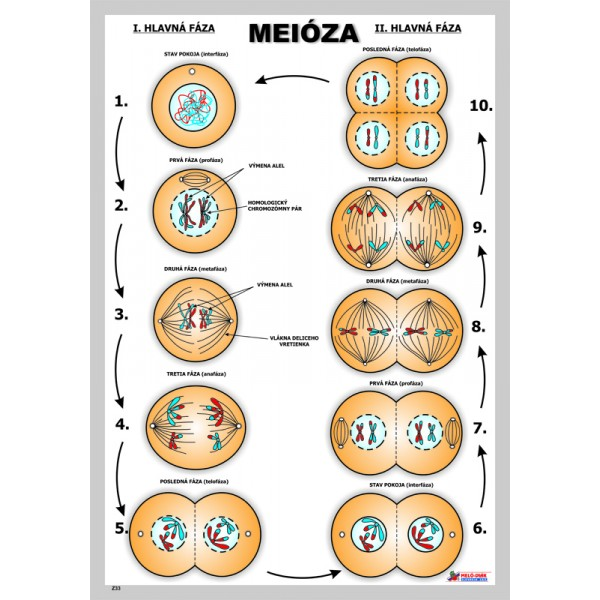 I. HLAVNÁ FÁZA
MEIÓZA
II. HLAVNÁ FÁZA
STAV POKOJA (interfáza)
1.
PRVÁ FÁZA (profáza)
VÝMENA ALEL
HOMOLOGICKÝ
CHROMOZÓMNY PÁR
2.
DRUHÁ FÁZA (metafáza)
VÝMENA ALEL
VLÁKNA DELICEHO
VRETIENKA
3.
TRETIA FÁZA (anafáza)
4.
POSLEDNÁ FÁZA (telofáza)
5.
STAV POKOJA (interfáza)
6.
PRVÁ FÁZA (profáza)
7.
DRUHÁ FÁZA (metafáza)
8.
TRETIA FÁZA (anafáza)
9.
POSLEDNÁ FÁZA (telofáza)
10.
Z33